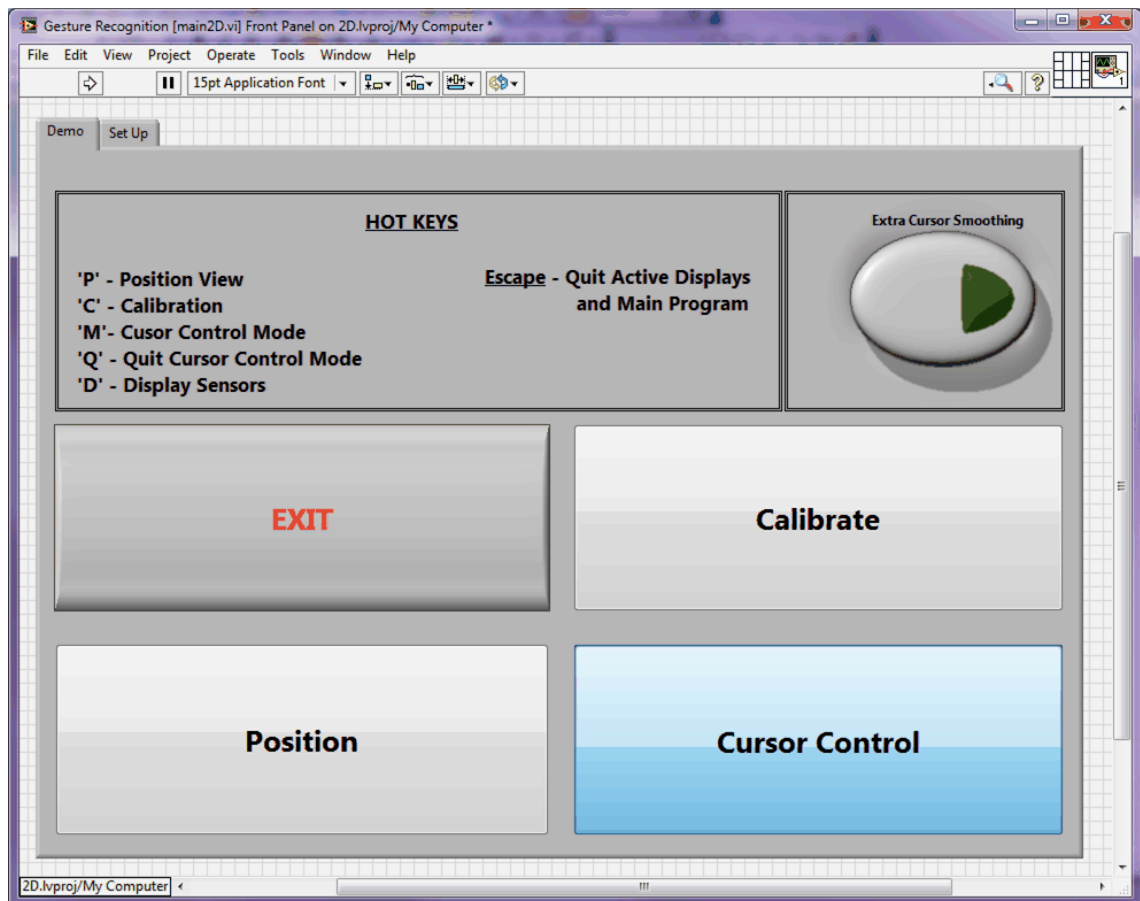 Gesture Recognition [main2D.vi] Front Panel on 2D.lvproj/My Computer *
File Edit View Project Operate Tools Window Help
15pt Application Font
1
Demo Set Up
HOT KEYS
'P' - Position View
'C' - Calibration
'M'- Cusor Control Mode
'Q' - Quit Cursor Control Mode
'D' - Display Sensors
Escape - Quit Active Displays
and Main Program
Extra Cursor Smoothing
EXIT
Calibrate
Position
Cursor Control
2D.lvproj/My Computer